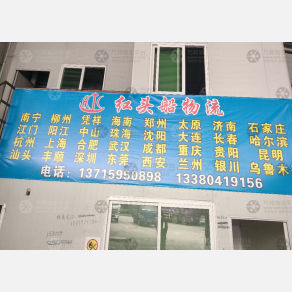 红头船物流
南宁 柳州 凭祥 海南 郑州 太原 济南 石家庄
江门 阳江 中山 珠海 沈阳 大连 长春 哈尔滨
杭州 上海 合肥 武汉 成都 重庆 贵阳 昆明
汕头 丰顺 深圳 东莞 西安 兰州 银川 乌鲁木
电话：13715950898 13380419156